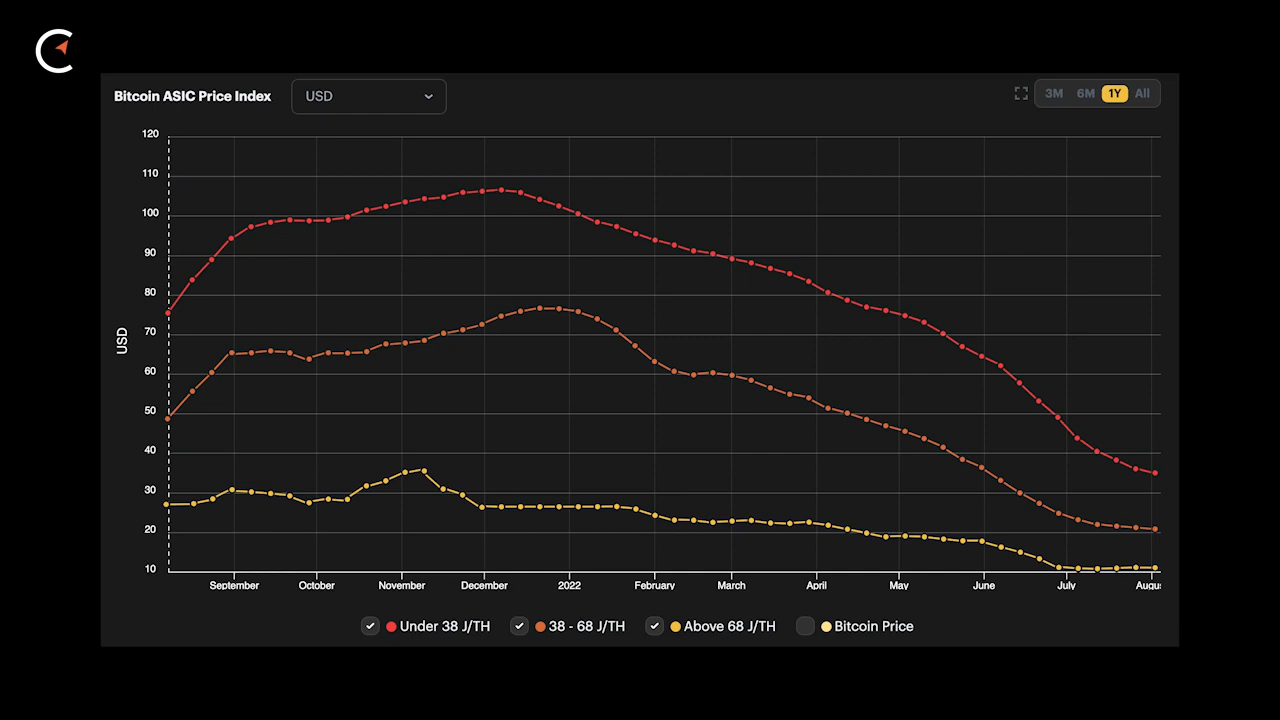 Bitcoin ASIC Price Index
USD
3M 6M 1Y All
120
110
100
90
80
70
60
50
40
30
20
10
USD
September October November December 2022 February March April May June July Augus
Under 38 J/TH 38 - 68 J/TH Above 68 J/TH Bitcoin Price